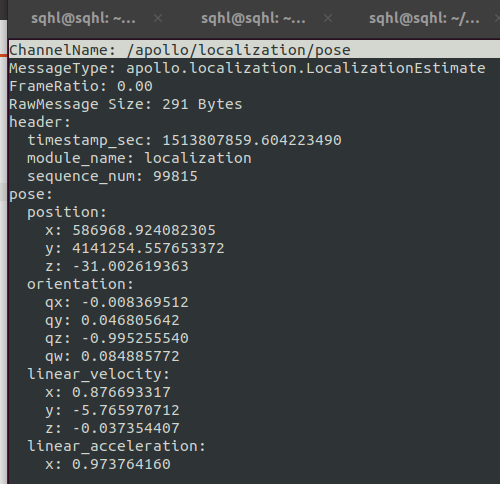 sqhl@sqhl: ~... × sqhl@sqhl: ~... × sqhl@sqhl: ~/...
ChannelName: /apollo/localization/pose
MessageType: apollo.localization.LocalizationEstimate
FrameRatio: 0.00
RawMessage Size: 291 Bytes
header:
  timestamp_sec: 1513807859.604223490
  module_name: localization
  sequence_num: 99815
pose:
  position:
    x: 586968.924082305
    y: 4141254.557653372
    z: -31.002619363
  orientation:
    qx: -0.008369512
    qy: 0.046805642
    qz: -0.995255540
    qw: 0.084885772
  linear_velocity:
    x: 0.876693317
    y: -5.765970712
    z: -0.037354407
  linear_acceleration:
    x: 0.973764160